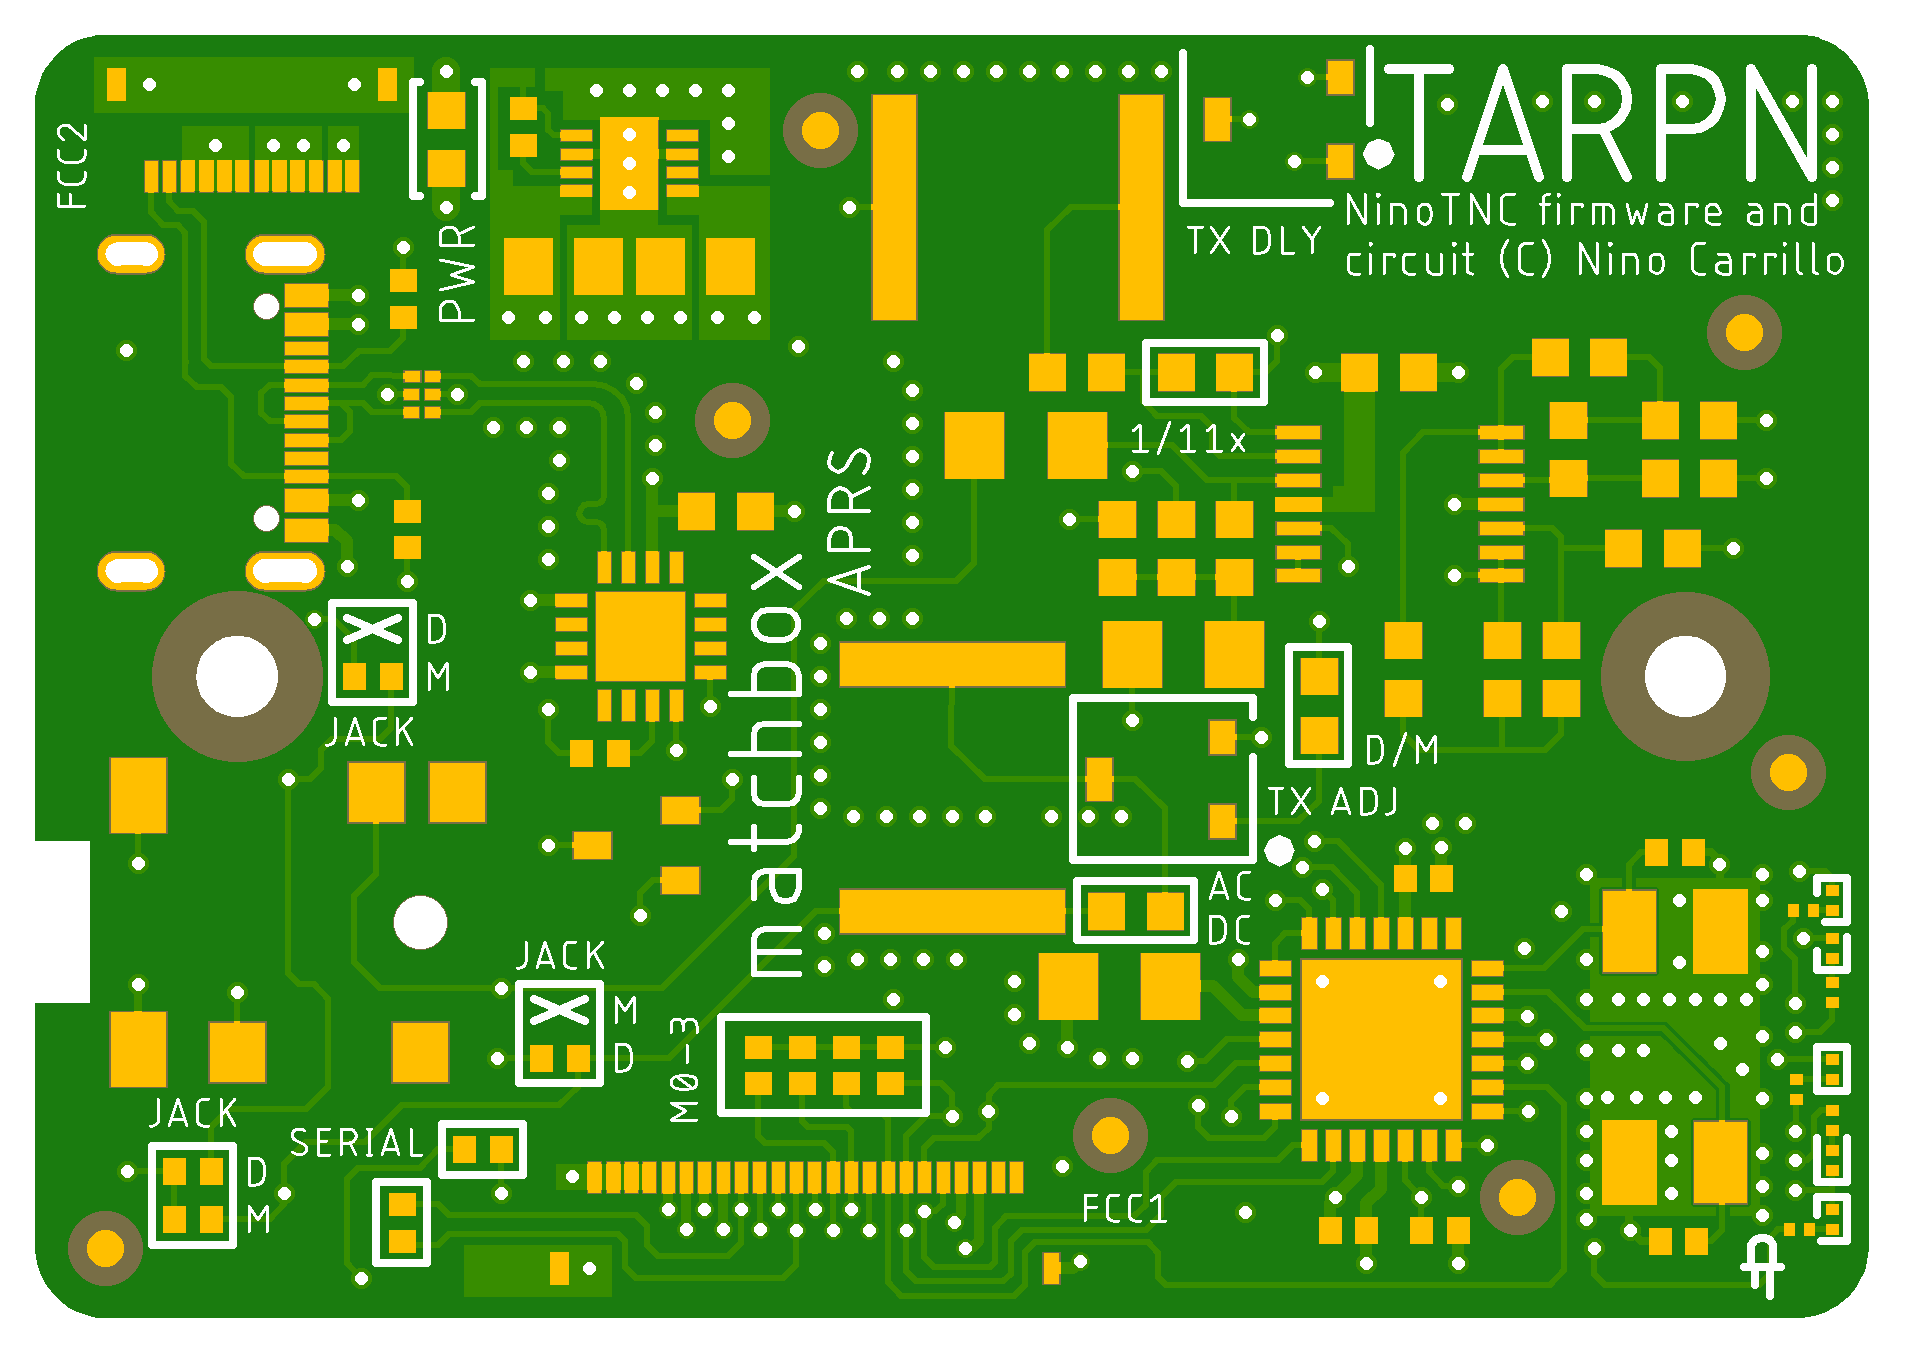 TARPN
NinoTNC firmware and
circuit (C) Nino Carrillo
TX DLY
FCC2
PWR
1/11x
APRS
matchbox
D
M
JACK
D/M
TX ADJ
AC
DC
JACK
M
D
M0-3
JACK
D
M
SERIAL
FCC1